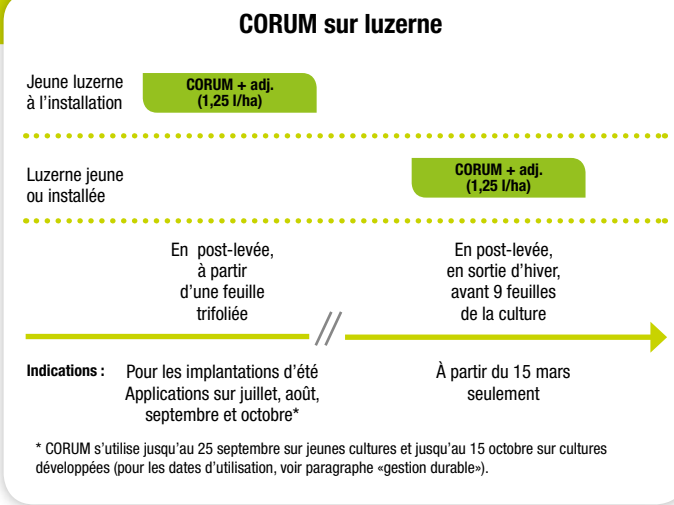 CORUM sur luzerne
Jeune luzerne
à l'installation
CORUM + adj.
(1,25 l/ha)
Luzerne jeune
ou installée
CORUM + adj.
(1,25 l/ha)
En post-levée,
à partir
d'une feuille
trifoliée
En post-levée,
en sortie d'hiver,
avant 9 feuilles
de la culture
Indications :
Pour les implantations d'été
Applications sur juillet, août,
septembre et octobre*
À partir du 15 mars
seulement
* CORUM s'utilise jusqu'au 25 septembre sur jeunes cultures et jusqu'au 15 octobre sur cultures
développées (pour les dates d'utilisation, voir paragraphe «gestion durable»).